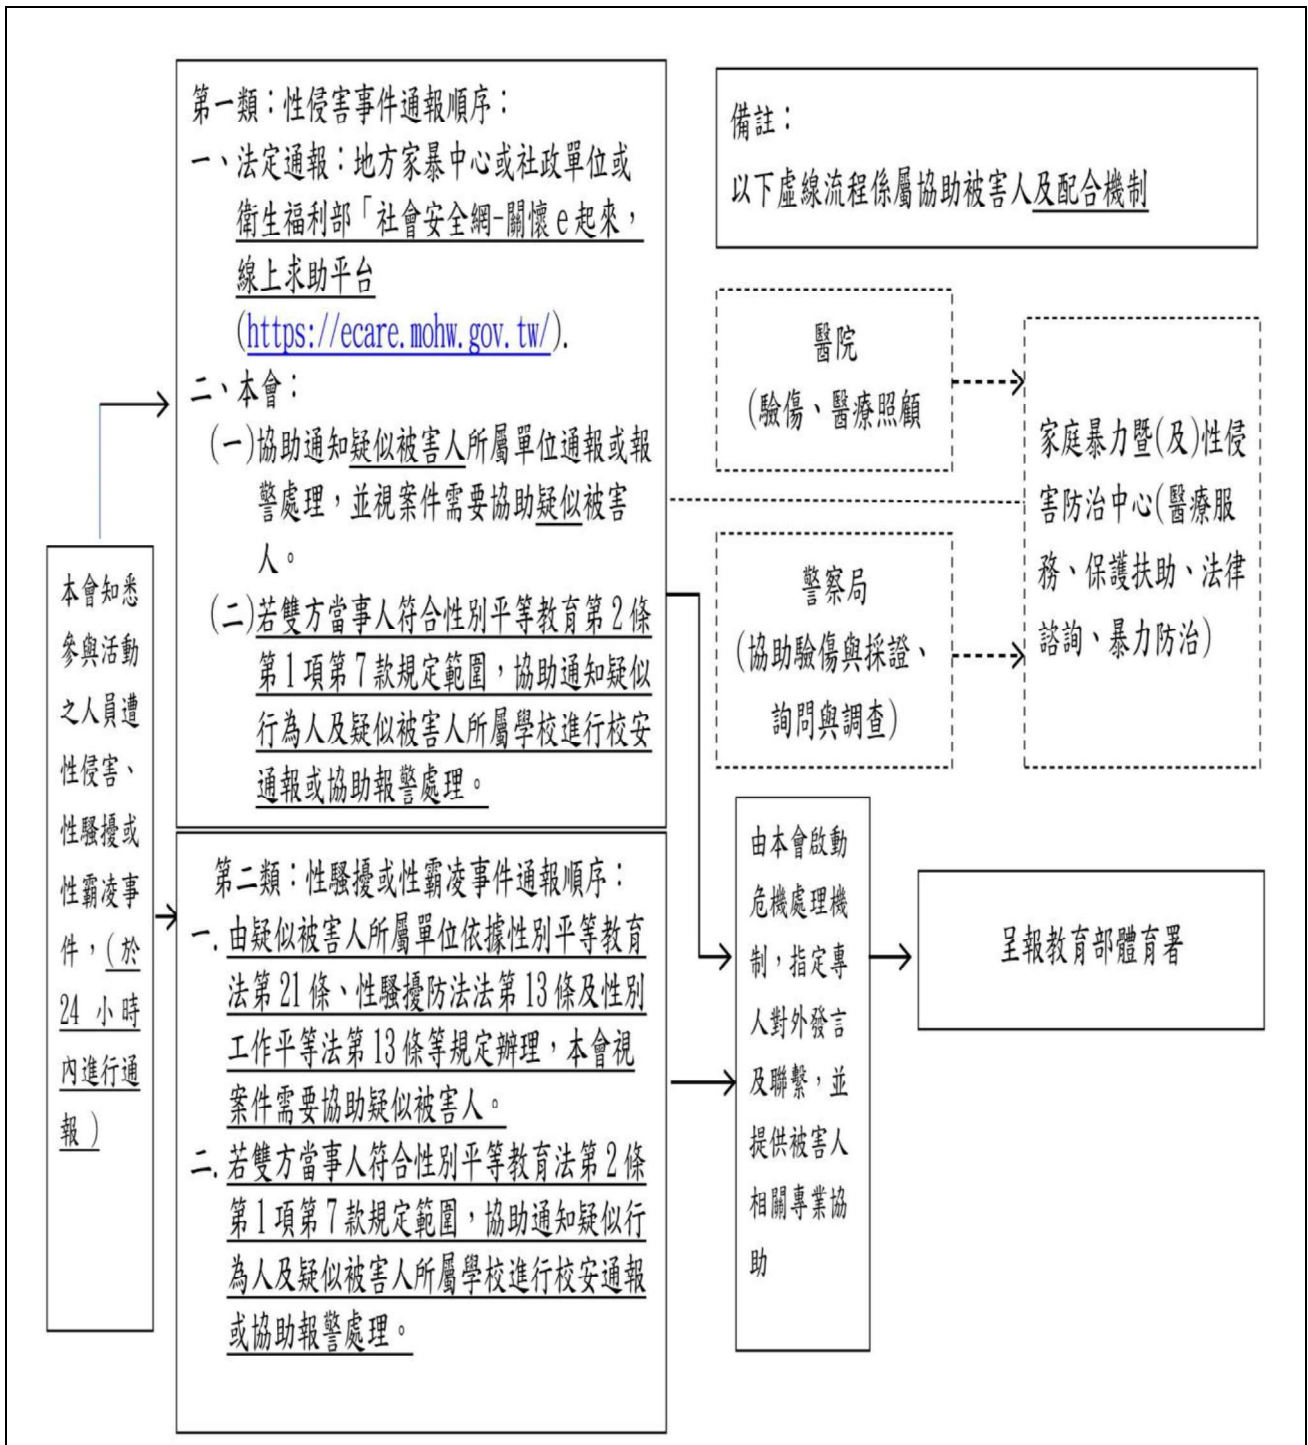 本會知悉
參與活動
之人員遭
性侵害、
性騷擾或
性霸凌事
件，(於
24 小時
內進行通
報)
第一類：性侵害事件通報順序：
一、法定通報：地方家暴中心或社政單位或
衛生福利部「社會安全網-關懷e起來，
線上求助平台
(https://ecare.mohw.gov.tw/).
二、本會：
(一)協助通知疑似被害人所屬單位通報或報
警處理，並視案件需要協助疑似被害
人。
(二)若雙方當事人符合性別平等教育第2條
第1項第7款規定範圍，協助通知疑似
行為人及疑似被害人所屬學校進行校安
通報或協助報警處理。
第二類：性騷擾或性霸凌事件通報順序：
一.由疑似被害人所屬單位依據性別平等教育
法第21條、性騷擾防法法第13條及性別
工作平等法第13條等規定辦理，本會視
案件需要協助疑似被害人。
二.若雙方當事人符合性別平等教育法第2條
第1項第7款規定範圍，協助通知疑似行
為人及疑似被害人所屬學校進行校安通報
或協助報警處理。
備註：
以下虛線流程係屬協助被害人及配合機制
醫院
(驗傷、醫療照顧
警察局
(協助驗傷與採證、
詢問與調查)
家庭暴力暨(及)性侵
害防治中心(醫療服
務、保護扶助、法律
諮詢、暴力防治)
由本會啟動
危機處理機
制，指定專
人對外發言
及聯繫，並
提供被害人
相關專業協
助
呈報教育部體育署